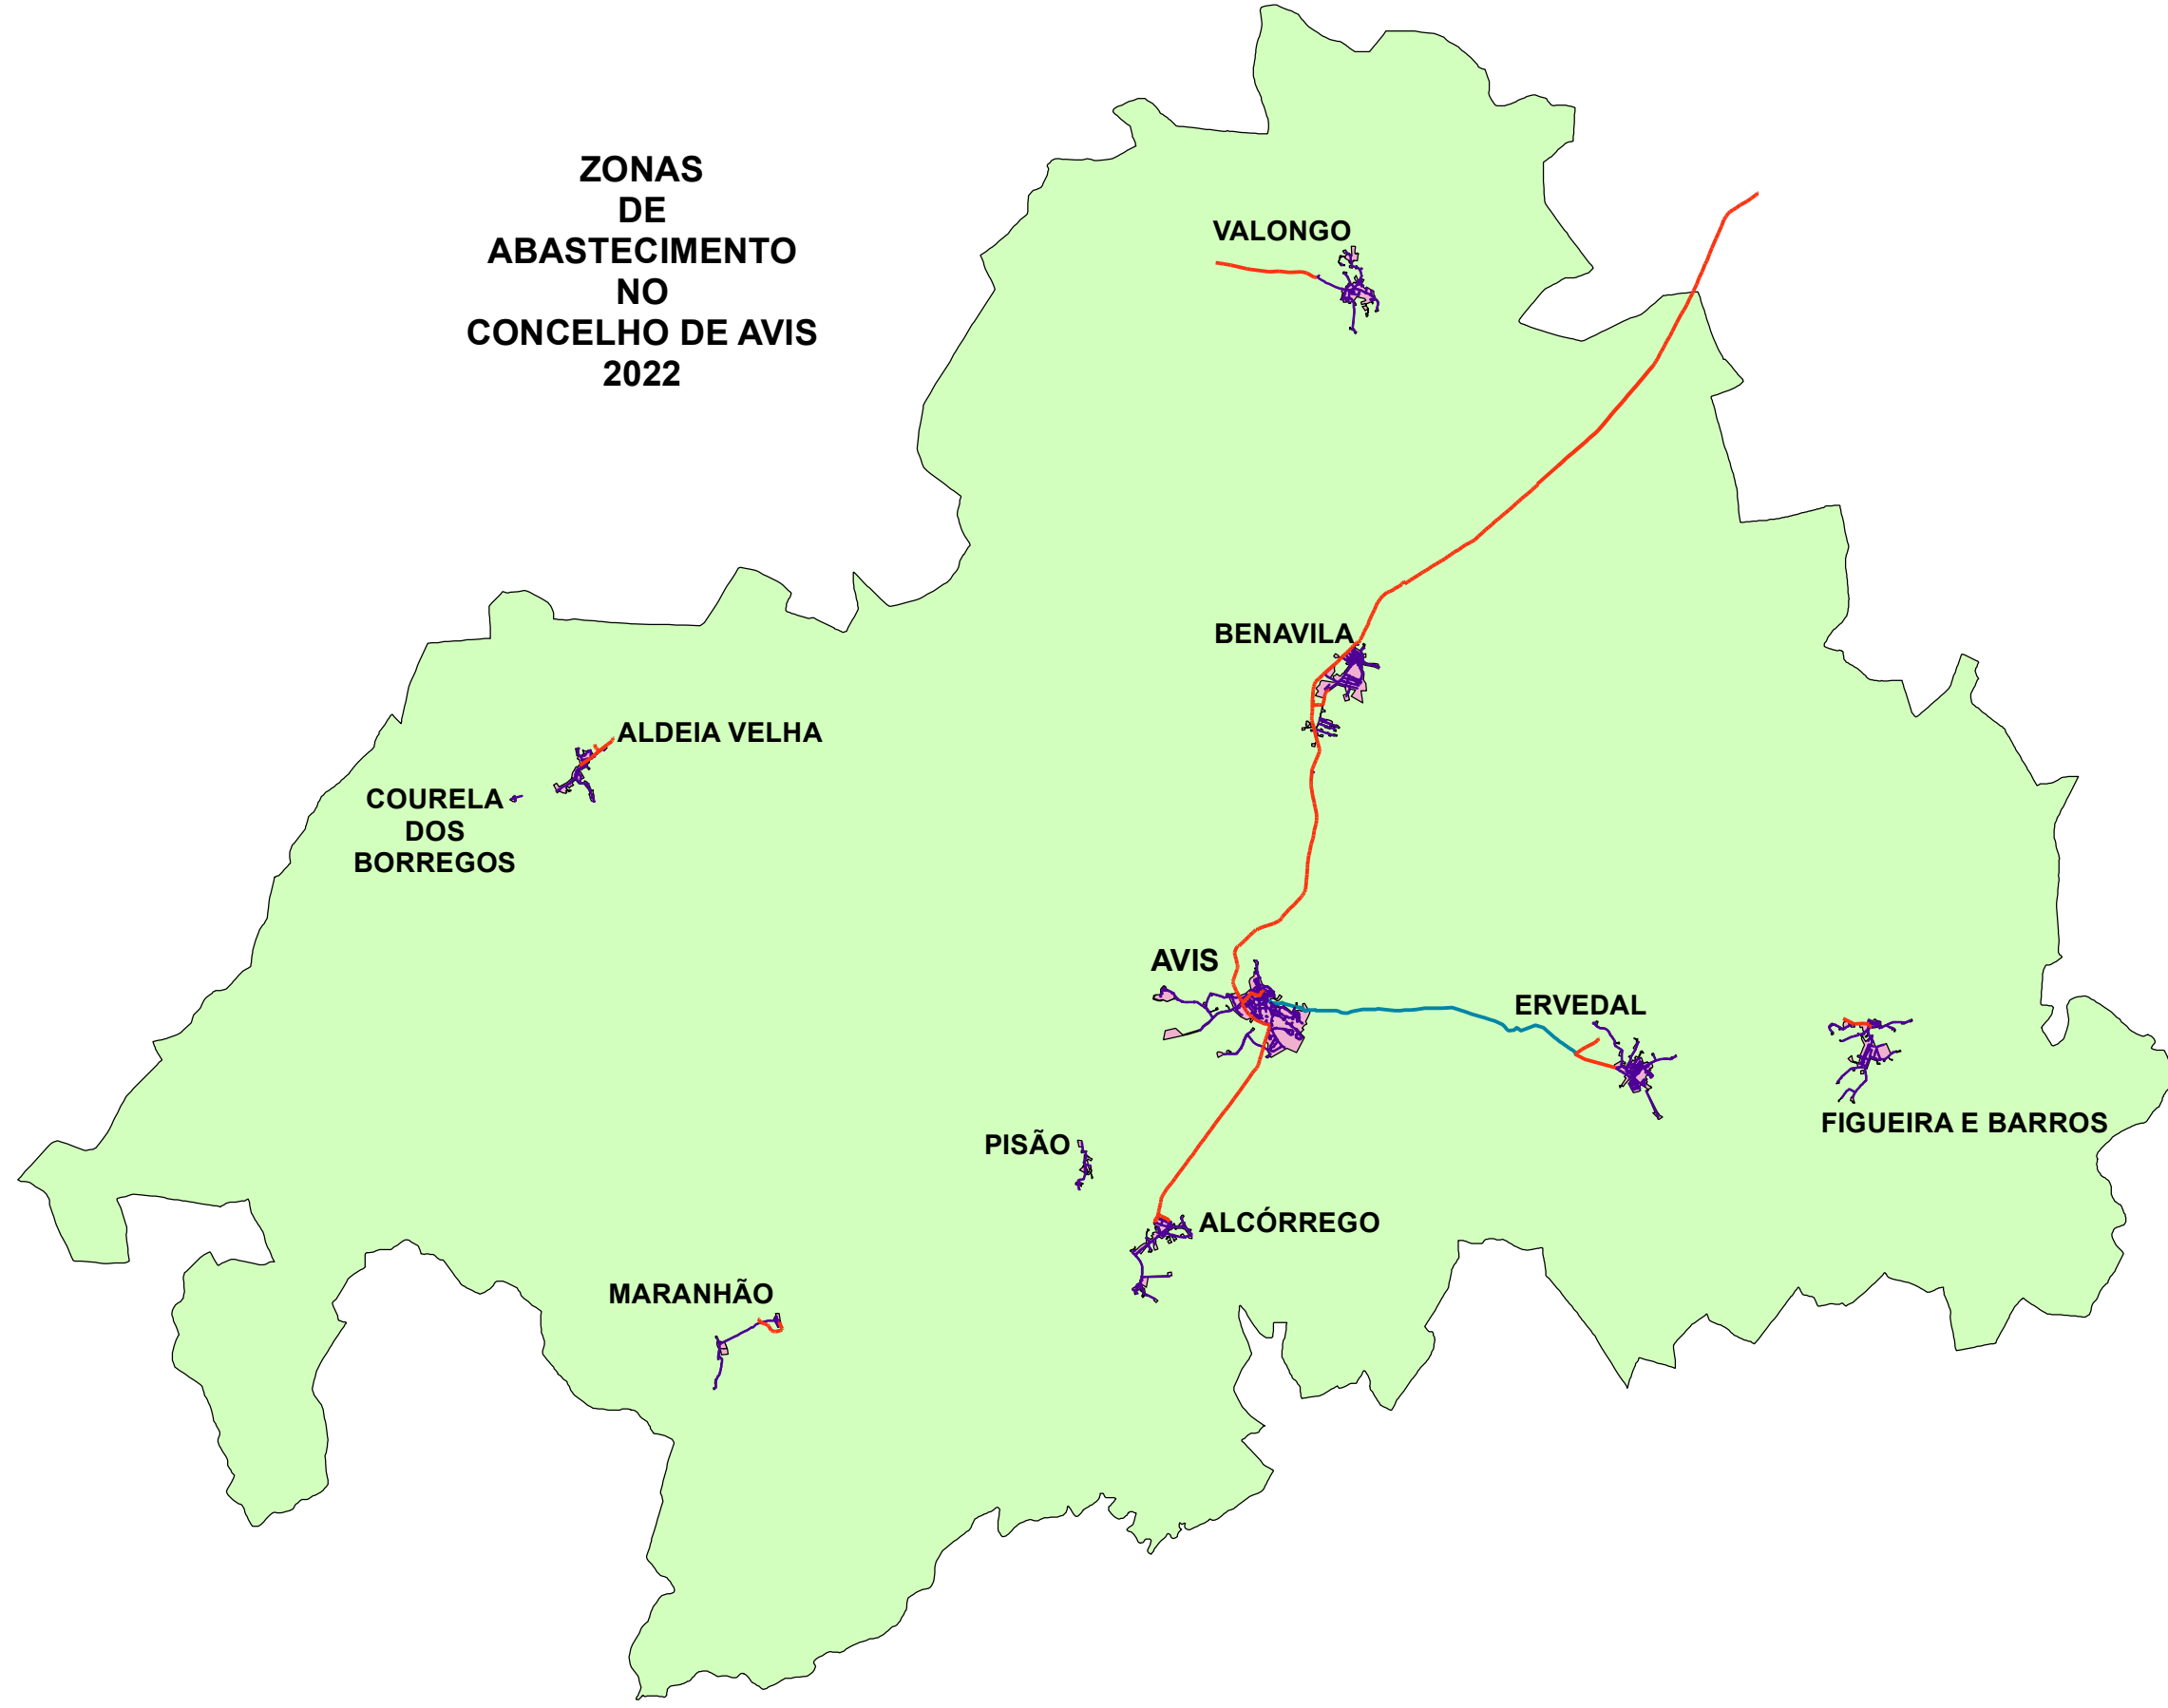 ZONAS
DE
ABASTECIMENTO
NO
CONCELHO DE AVIS
2022
VALONGO
BENAVILA
ALDEIA VELHA
COURELA
DOS
BORREGOS
AVIS
ERVEDAL
FIGUEIRA E BARROS
PISÃO
ALCÓRREGO
MARANHÃO